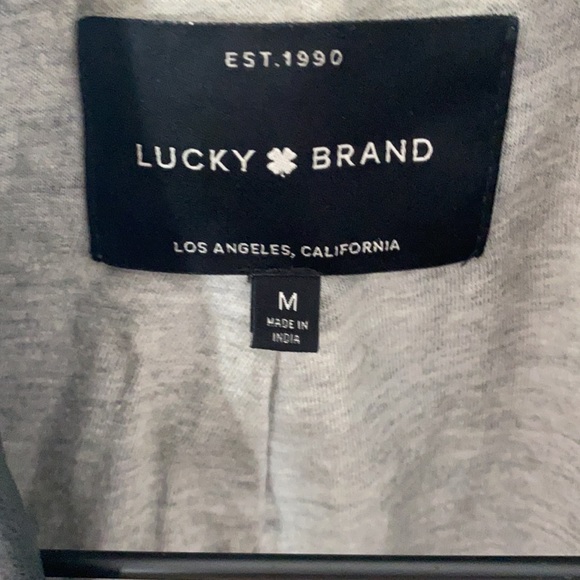 EST.1990
LUCKY BRAND
LOS ANGELES, CALIFORNIA
M
MADE IN
INDIA